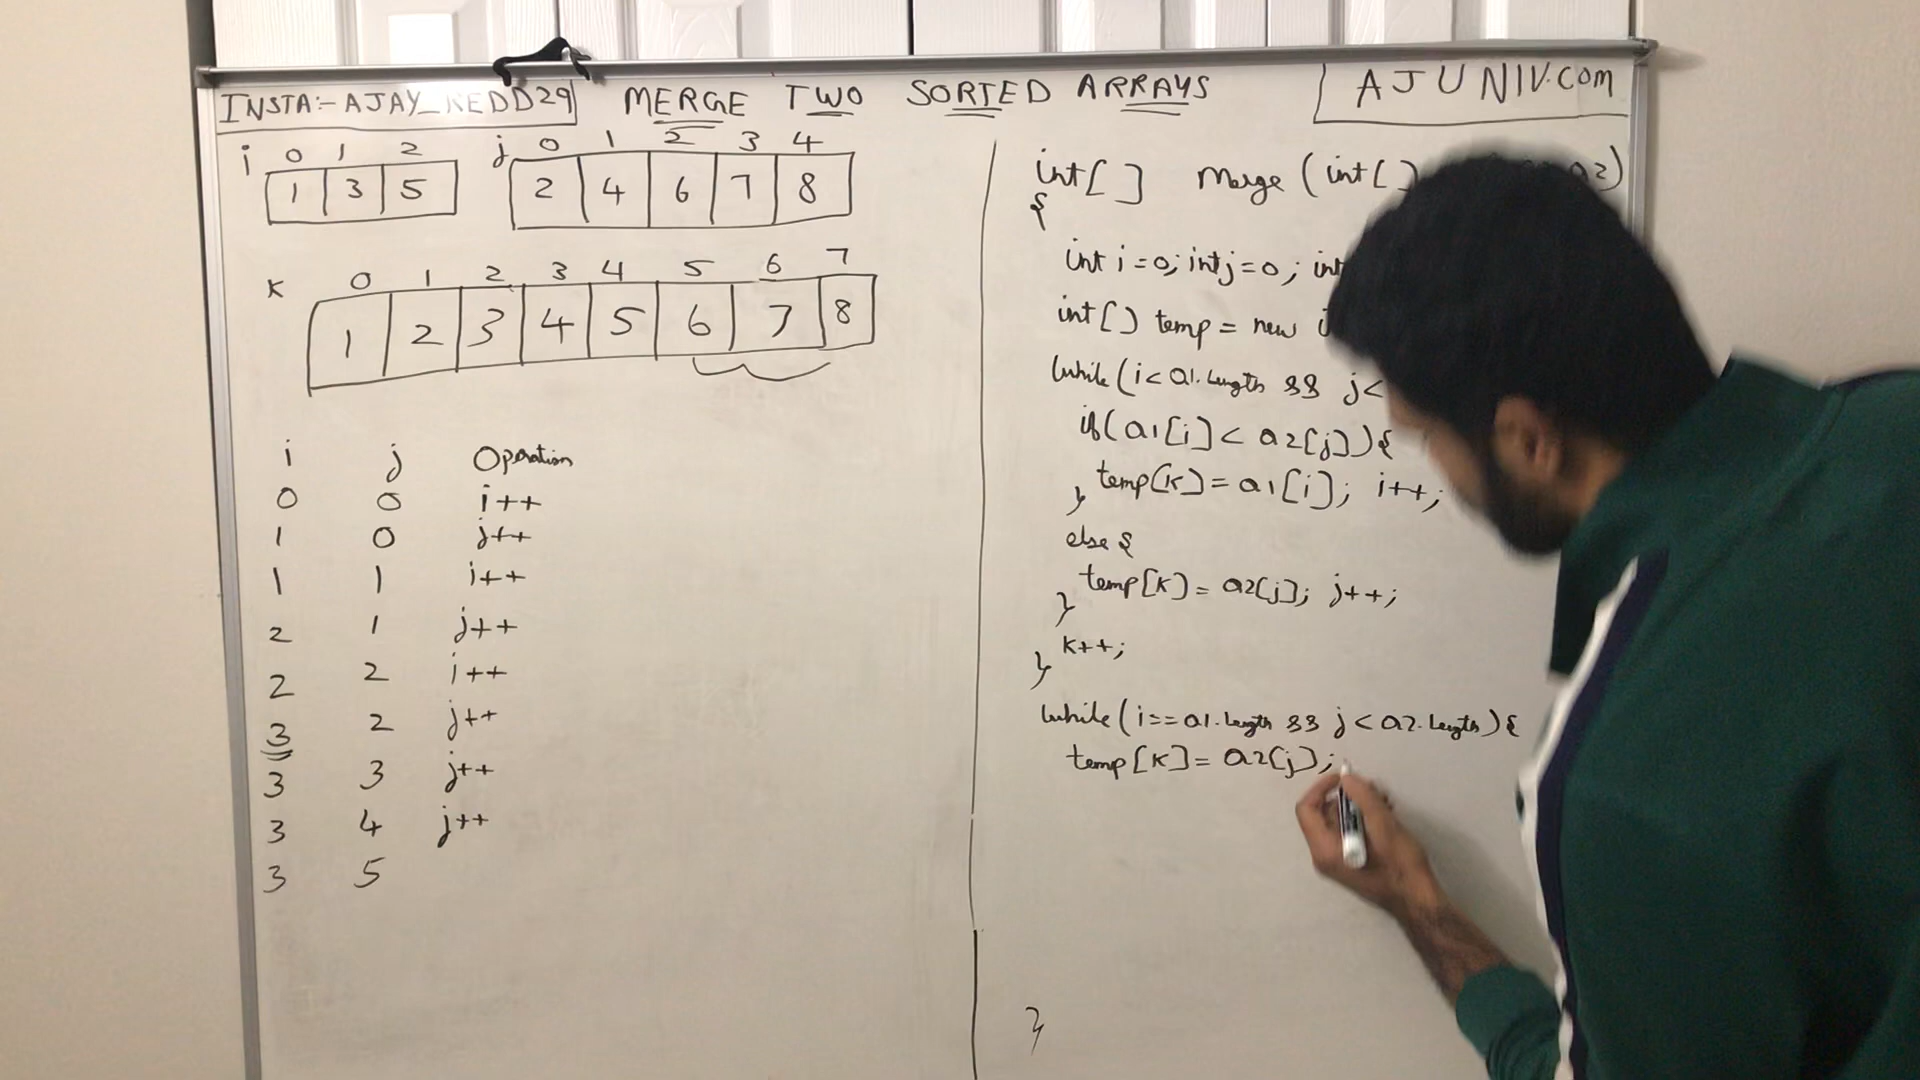 INSTA:- AJAY_NEDD29
MERGE TWO SORTED ARRAYS
AJUNIV.COM
i 0 1 2
1 3 5
j 0 1 2 3 4
2 4 6 7 8
k 0 1 2 3 4 5 6 7
1 2 3 4 5 6 7 8
i j Operation
0 0 i++
1 0 j++
1 1 i++
2 1 j++
2 2 i++
3 2 j++
3 3 j++
3 4 j++
3 5
int[] Merge (int[] a2)
{
int i=0; int j=0; int
int[] temp = new
while(i< a1.length && j<
if(a1[i]< a2[j]){
temp[k]= a1[i]; i++;
}
else {
temp[k]= a2[j]; j++;
}
k++;
}
while(i==a1.length && j<a2.length){
temp[k]= a2[j];
}